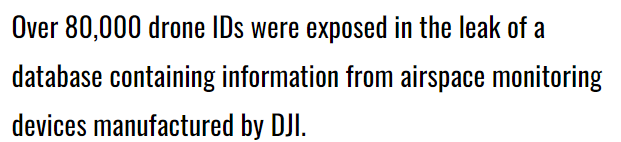 Over 80,000 drone IDs were exposed in the leak of a
database containing information from airspace monitoring
devices manufactured by DJI.